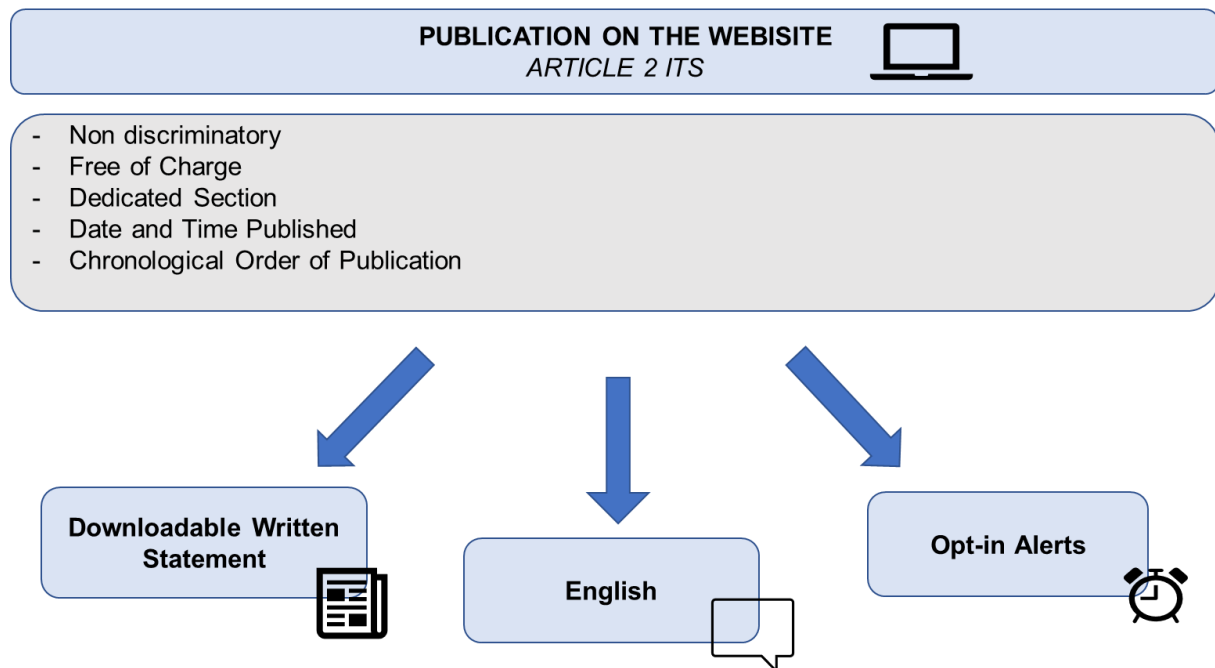 PUBLICATION ON THE WEBISITE
ARTICLE 2 ITS
- Non discriminatory
- Free of Charge
- Dedicated Section
- Date and Time Published
- Chronological Order of Publication
Downloadable Written
Statement
English
Opt-in Alerts